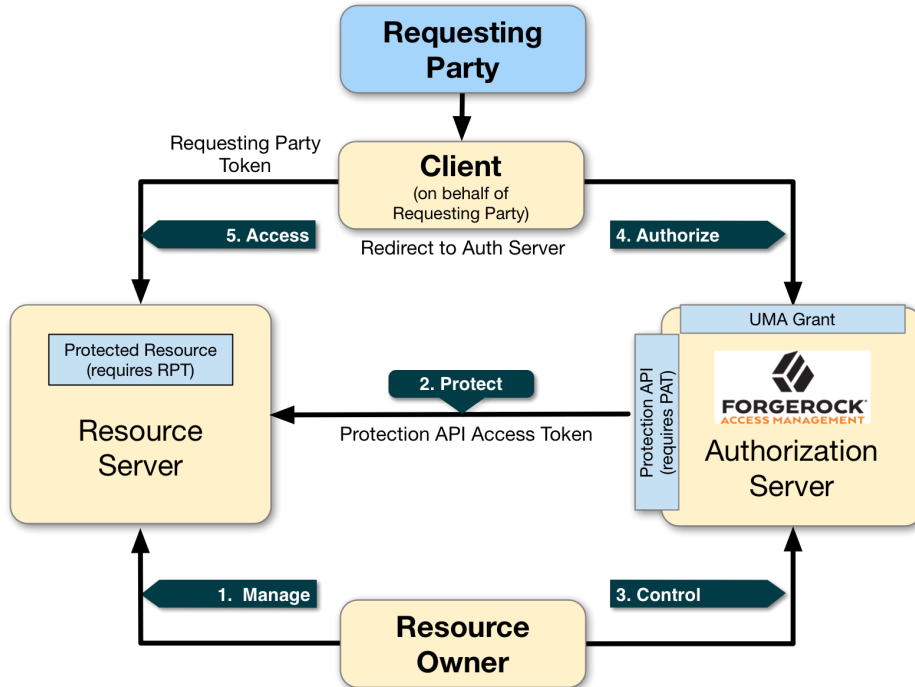 Requesting
Party
Requesting Party
Token
Client
(on behalf of
Requesting Party)
5. Access
Redirect to Auth Server
4. Authorize
UMA Grant
Protected Resource
(requires RPT)
Resource
Server
2. Protect
Protection API Access Token
Protection API
(requires PAT)
FORGEROCK
ACCESS MANAGEMENT
Authorization
Server
1. Manage
3. Control
Resource
Owner